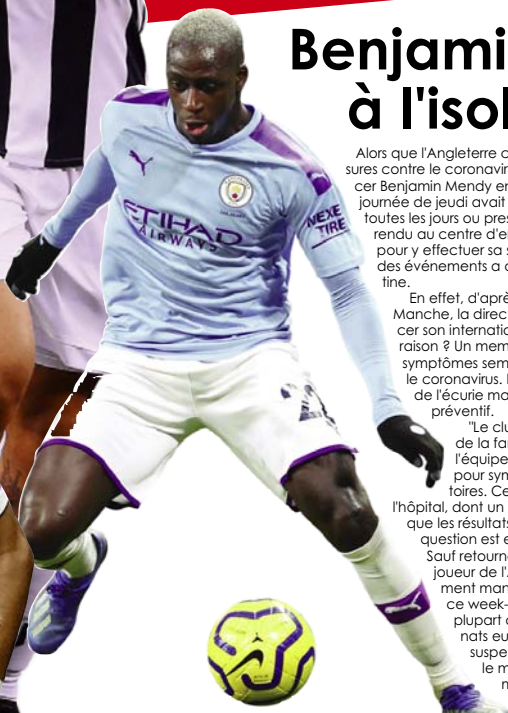 Benjami
à l'isol
Alors que l'Angleterre
sures contre le coronavir
cer Benjamin Mendy en
journée de jeudi avait
toutes les jours ou pres
rendu au centre d'e
pour y effectuer sa s
des événements a
tine.
En effet, d'aprè
Manche, la direc
cer son internatio
raison ? Un mem
symptômes sem
le coronavirus.
de l'écurie ma
préventif.
"Le clu
de la fa
l'équipe
pour syn
toires. Ce
l'hôpital, dont un
que les résultats
question est e
Sauf retourn
joueur de l'
ment man
ce week-
plupart
nats eu
suspe
le m
ETIHAD
AIRWAYS
NEXE
TIRE